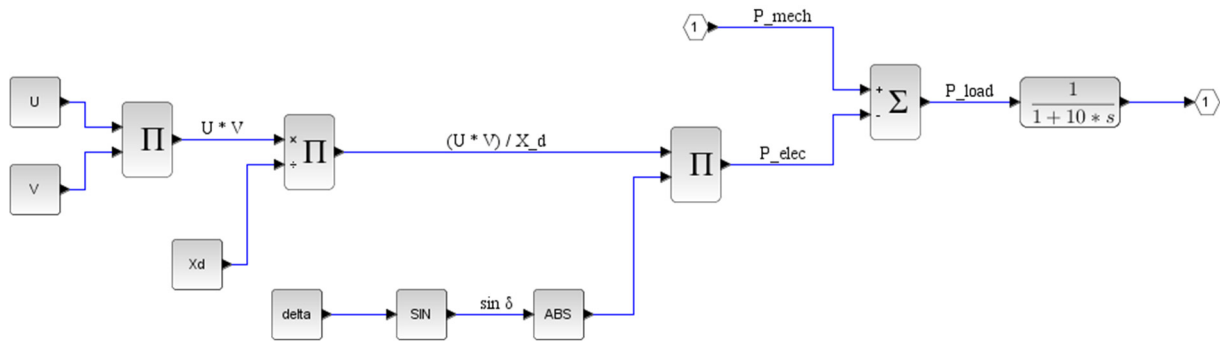 1
P_mech
U
Π
U * V
×
÷
Π
(U * V) / X_d
V
Xd
delta
SIN
sin δ
ABS
Π
P_elec
+
-
Σ
P_load
1
1 + 10 * s
1